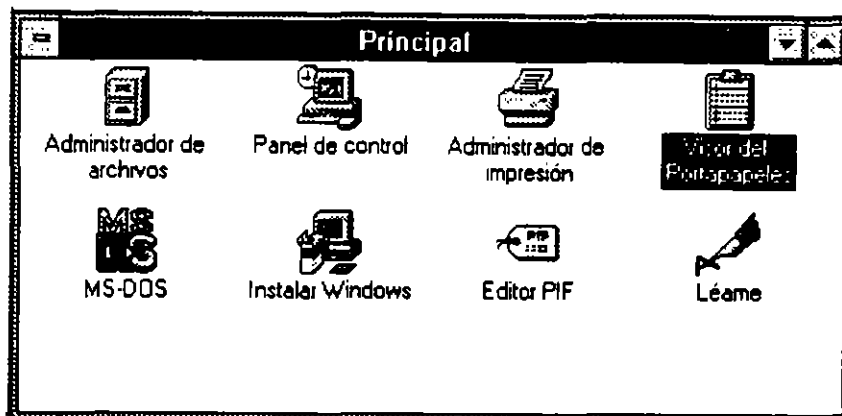 Principal
Administrador de
archivos
Panel de control
Administrador de
impresión
Visor del
Portapapeles
MS
DOS
MS-DOS
Instalar Windows
Editor PIF
PIF
Léame